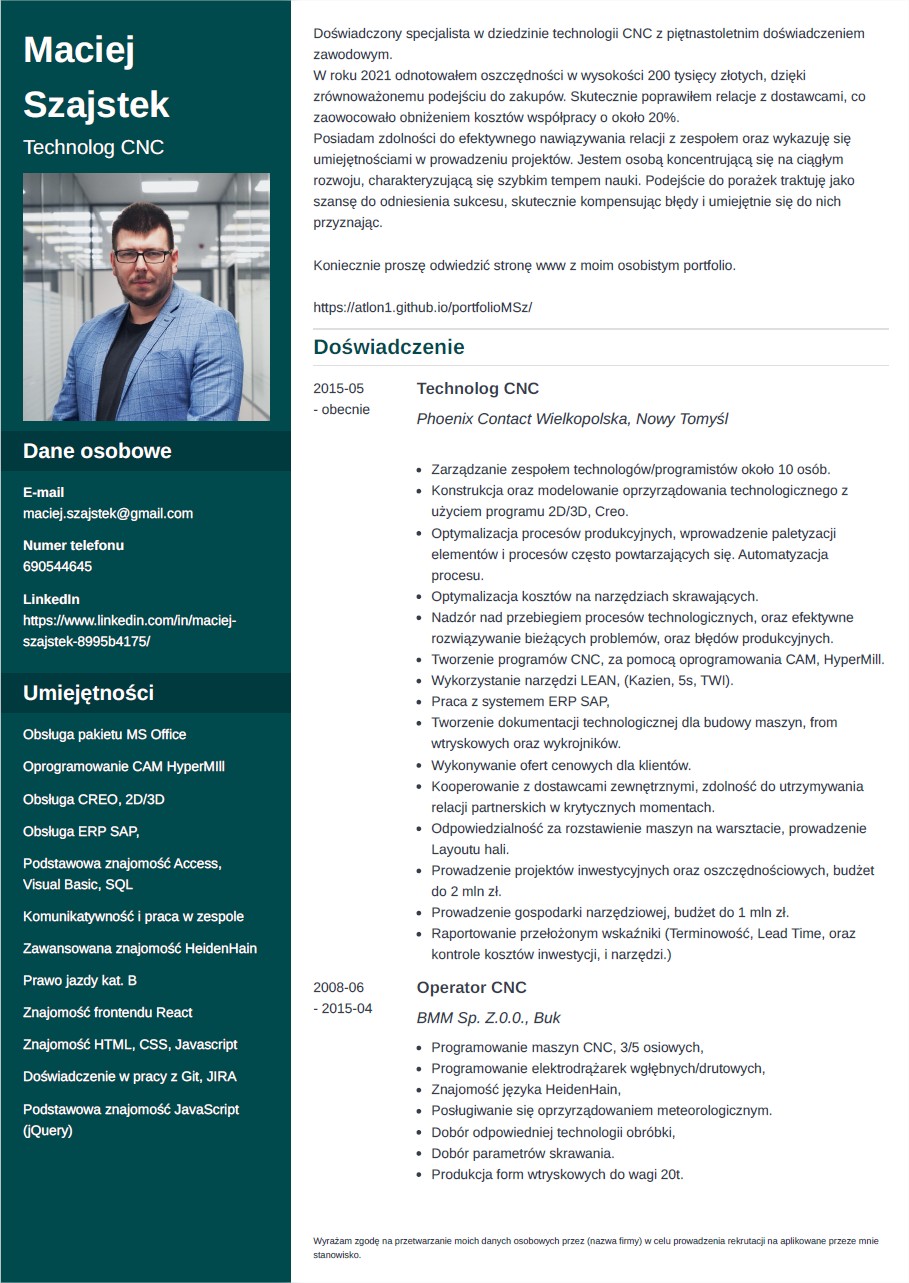 Maciej
Szajstek
Technolog CNC
Dane osobowe
E-mail
maciej.szajstek@gmail.com
Numer telefonu
690544645
LinkedIn
https://www.linkedin.com/in/maciej-
szajstek-8995b4175/
Umiejętności
Obsługa pakietu MS Office
Oprogramowanie CAM HyperMIll
Obsługa CREO, 2D/3D
Obsługa ERP SAP,
Podstawowa znajomość Access,
Visual Basic, SQL
Komunikatywność i praca w zespole
Zawansowana znajomość HeidenHain
Prawo jazdy kat. B
Znajomość frontendu React
Znajomość HTML, CSS, Javascript
Doświadczenie w pracy z Git, JIRA
Podstawowa znajomość JavaScript
(jQuery)
Doświadczony specjalista w dziedzinie technologii CNC z piętnastoletnim doświadczeniem
zawodowym.
W roku 2021 odnotowałem oszczędności w wysokości 200 tysięcy złotych, dzięki
zrównoważonemu podejściu do zakupów. Skutecznie poprawiłem relacje z dostawcami, co
zaowocowało obniżeniem kosztów współpracy o około 20%.
Posiadam zdolności do efektywnego nawiązywania relacji z zespołem oraz wykazuję się
umiejętnościami w prowadzeniu projektów. Jestem osobą koncentrującą się na ciągłym
rozwoju, charakteryzującą się szybkim tempem nauki. Podejście do porażek traktuję jako
szansę do odniesienia sukcesu, skutecznie kompensując błędy i umiejętnie się do nich
przyznając.
Koniecznie proszę odwiedzić stronę www z moim osobistym portfolio.
https://atlon1.github.io/portfolioMSz/
Doświadczenie
2015-05
- obecnie
Technolog CNC
Phoenix Contact Wielkopolska, Nowy Tomyśl
• Zarządzanie zespołem technologów/programistów około 10 osób.
• Konstrukcja oraz modelowanie oprzyrządowania technologicznego z
użyciem programu 2D/3D, Creo.
• Optymalizacja procesów produkcyjnych, wprowadzenie paletyzacji
elementów i procesów często powtarzających się. Automatyzacja
procesu.
• Optymalizacja kosztów na narzędziach skrawających.
• Nadzór nad przebiegiem procesów technologicznych, oraz efektywne
rozwiązywanie bieżących problemów, oraz błędów produkcyjnych.
• Tworzenie programów CNC, za pomocą oprogramowania CAM, HyperMill.
• Wykorzystanie narzędzi LEAN, (Kazien, 5s, TWI).
• Praca z systemem ERP SAP,
• Tworzenie dokumentacji technologicznej dla budowy maszyn, from
wtryskowych oraz wykrojników.
• Wykonywanie ofert cenowych dla klientów.
• Kooperowanie z dostawcami zewnętrznymi, zdolność do utrzymywania
relacji partnerskich w krytycznych momentach.
• Odpowiedzialność za rozstawienie maszyn na warsztacie, prowadzenie
Layoutu hali.
• Prowadzenie projektów inwestycyjnych oraz oszczędnościowych, budżet
do 2 mln zł.
• Prowadzenie gospodarki narzędziowej, budżet do 1 mln zł.
• Raportowanie przełożonym wskaźniki (Terminowość, Lead Time, oraz
kontrole kosztów inwestycji, i narzędzi.)
2008-06
- 2015-04
Operator CNC
BMM Sp. Z.0.0., Buk
• Programowanie maszyn CNC, 3/5 osiowych,
• Programowanie elektrodrążarek wgłębnych/drutowych,
• Znajomość języka HeidenHain,
• Posługiwanie się oprzyrządowaniem meteorologicznym.
• Dobór odpowiedniej technologii obróbki,
• Dobór parametrów skrawania.
• Produkcja form wtryskowych do wagi 20t.
Wyrażam zgodę na przetwarzanie moich danych osobowych przez (nazwa firmy) w celu prowadzenia rekrutacji na aplikowane przeze mnie
stanowisko.